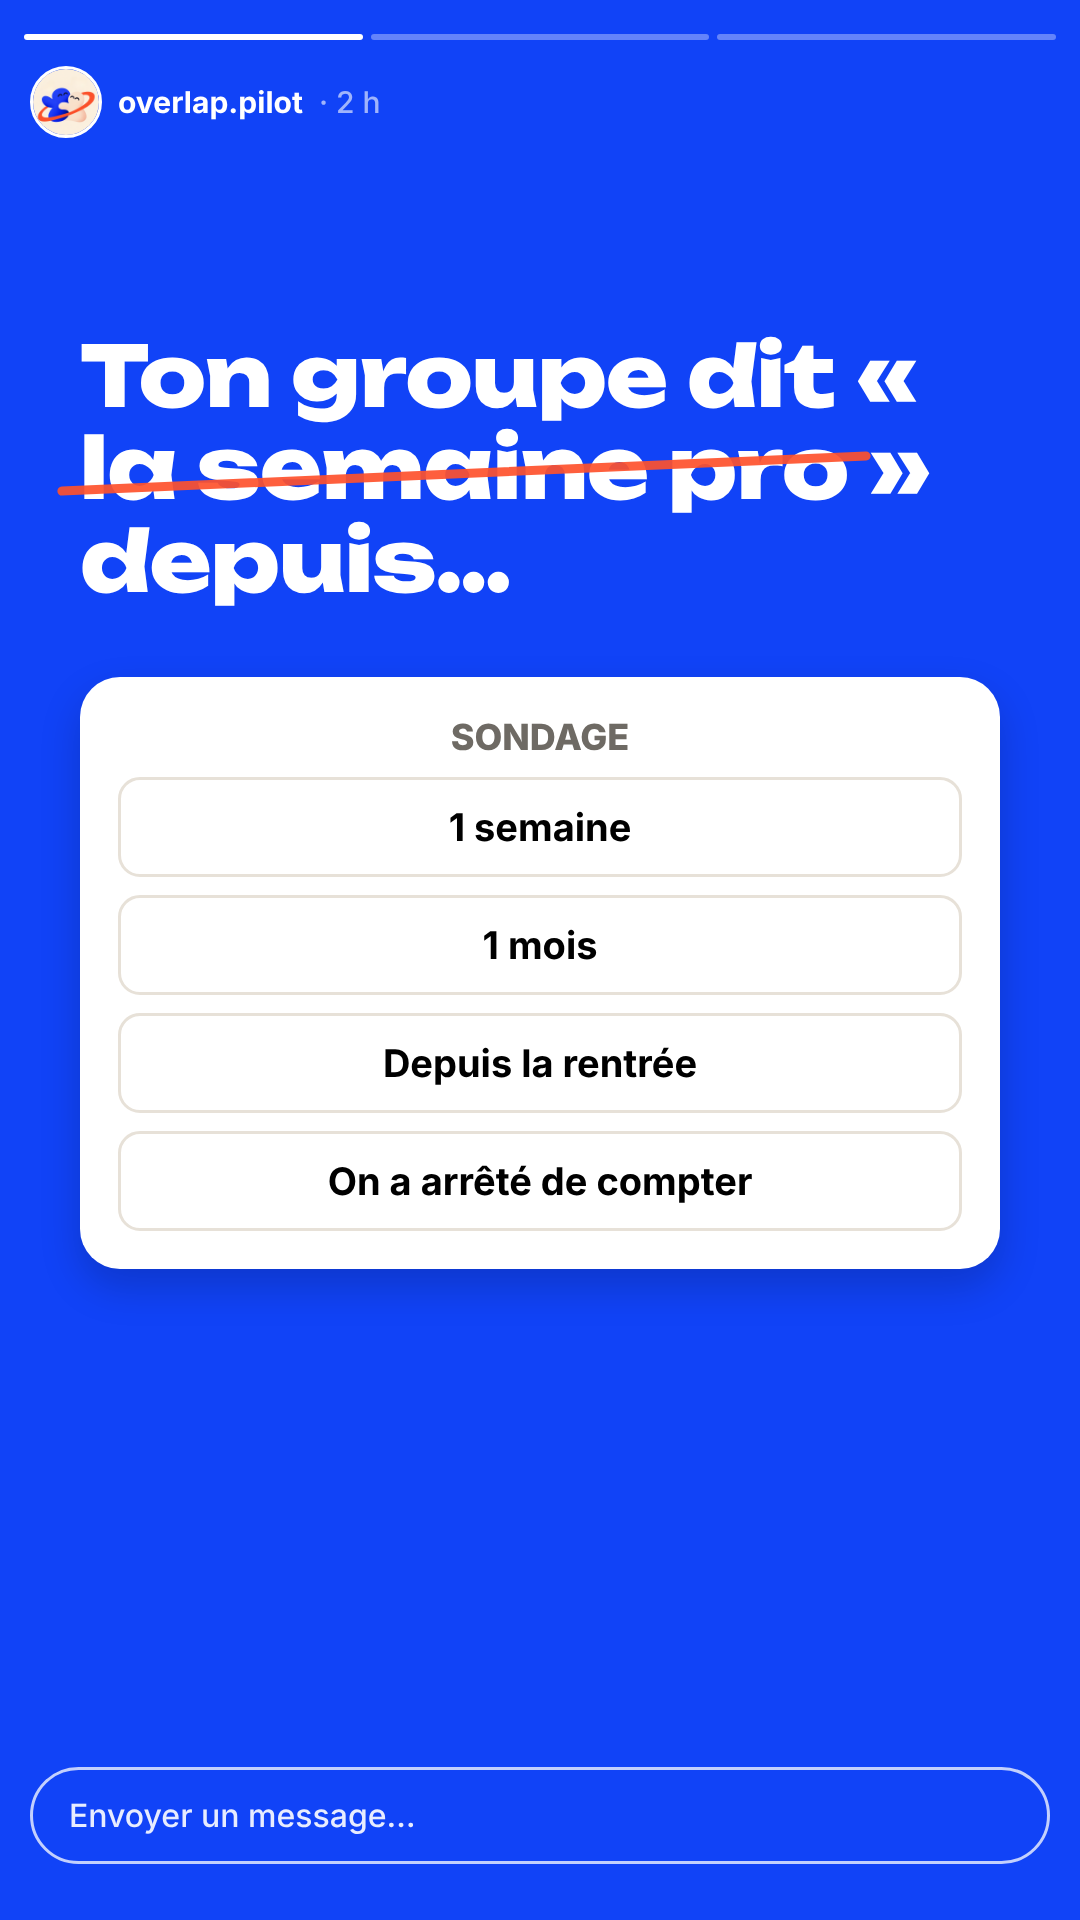 overlap.pilot · 2 h
Ton groupe dit «
la semaine pro »
depuis...
SONDAGE
1 semaine
1 mois
Depuis la rentrée
On a arrêté de compter
Envoyer un message...